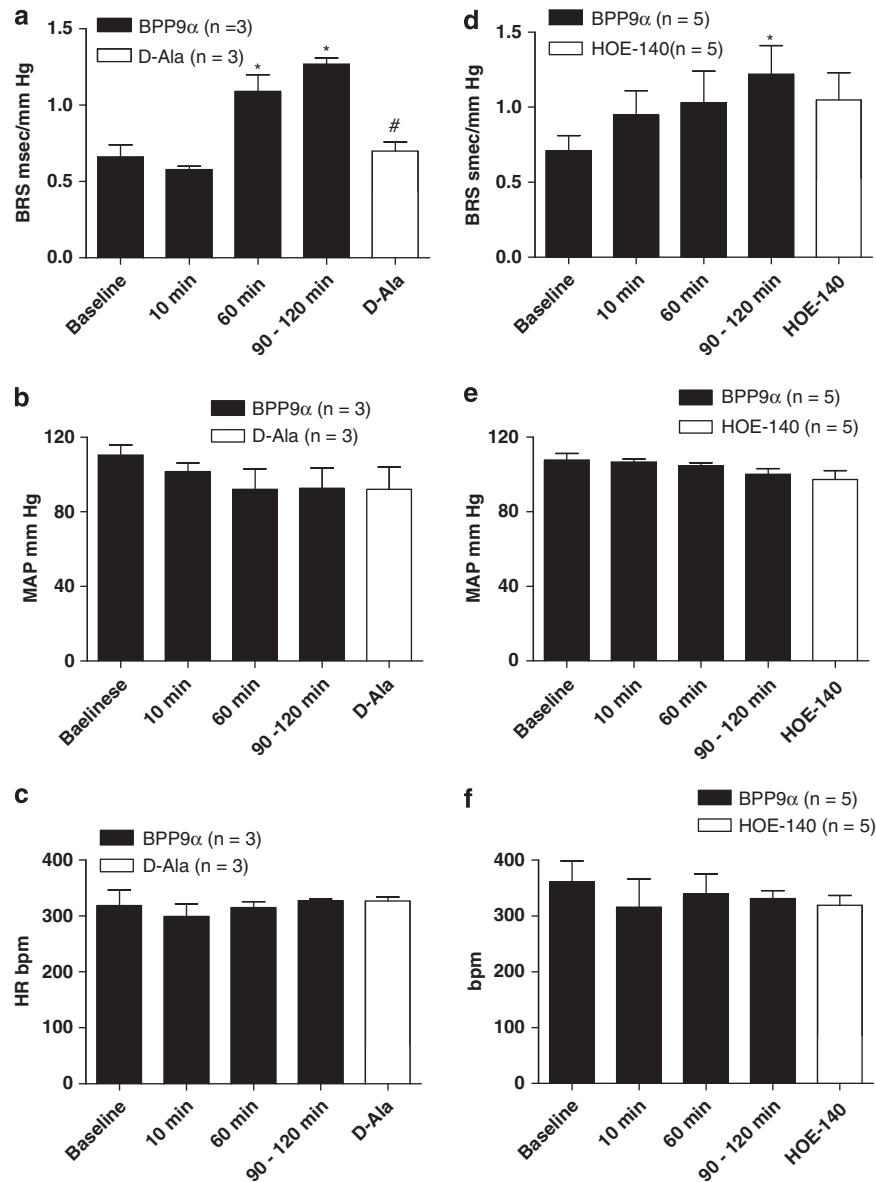 a
BPP9α (n =3)
D-Ala (n = 3)
BRS msec/mm Hg
1.5
1.0
0.5
0.0
*
*
#
Baseline
10 min
60 min
90 - 120 min
D-Ala
d
BPP9α (n = 5)
HOE-140(n = 5)
BRS smec/mm Hg
1.5
1.0
0.5
0.0
*
Baseline
10 min
60 min
90 - 120 min
HOE-140
b
BPP9α (n = 3)
D-Ala (n = 3)
MAP mm Hg
120
80
40
0
Baelinese
10 min
60 min
90 -120 min
D-Ala
e
BPP9α (n = 5)
HOE-140 (n = 5)
MAP mm Hg
120
80
40
0
Baseline
10 min
60 min
90 - 120 min
HOE-140
c
BPP9α (n = 3)
D-Ala (n = 3)
HR bpm
400
300
200
100
0
Baseline
10 min
60 min
90 - 120 min
D-Ala
f
BPP9α (n = 5)
HOE-140 (n = 5)
bpm
400
300
200
100
0
Baseline
10 min
60 min
90 - 120 min
HOE-140